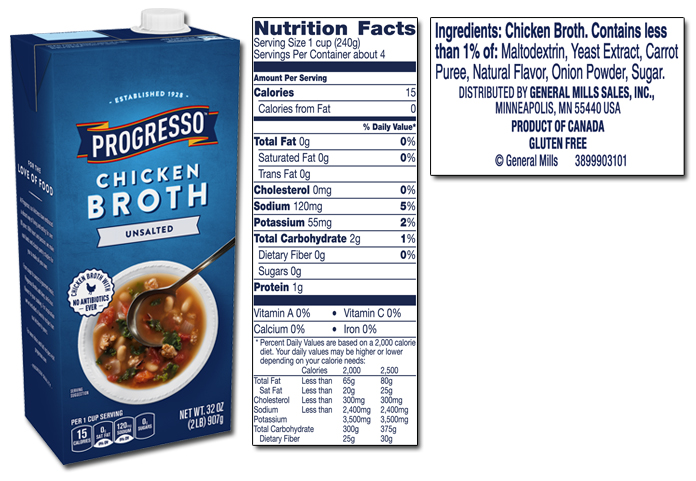 - ESTABLISHED 1928 -
PROGRESSO
CHICKEN
BROTH
UNSALTED
FOR THE
LOVE OF FOOD
CHICKEN BROTH WITH
NO ANTIBIOTICS
EVER
SERVING
SUGGESTION
PER 1 CUP SERVING
15
CALORIES
0g
SAT FAT
0% DV
120mg
SODIUM
5% DV
0g
SUGARS
NET WT. 32 OZ
(2LB) 907g
Nutrition Facts
Serving Size 1 cup (240g)
Servings Per Container about 4
Amount Per Serving
Calories 15
Calories from Fat 0
% Daily Value*
Total Fat 0g 0%
Saturated Fat 0g 0%
Trans Fat 0g
Cholesterol 0mg 0%
Sodium 120mg 5%
Potassium 55mg 2%
Total Carbohydrate 2g 1%
Dietary Fiber 0g 0%
Sugars 0g
Protein 1g
Vitamin A 0% • Vitamin C 0%
Calcium 0% • Iron 0%
* Percent Daily Values are based on a 2,000 calorie
diet. Your daily values may be higher or lower
depending on your calorie needs:
Calories 2,000 2,500
Total Fat Less than 65g 80g
Sat Fat Less than 20g 25g
Cholesterol Less than 300mg 300mg
Sodium Less than 2,400mg 2,400mg
Potassium 3,500mg 3,500mg
Total Carbohydrate 300g 375g
Dietary Fiber 25g 30g
Ingredients: Chicken Broth. Contains less
than 1% of: Maltodextrin, Yeast Extract, Carrot
Puree, Natural Flavor, Onion Powder, Sugar.
DISTRIBUTED BY GENERAL MILLS SALES, INC.,
MINNEAPOLIS, MN 55440 USA
PRODUCT OF CANADA
GLUTEN FREE
© General Mills 3899903101